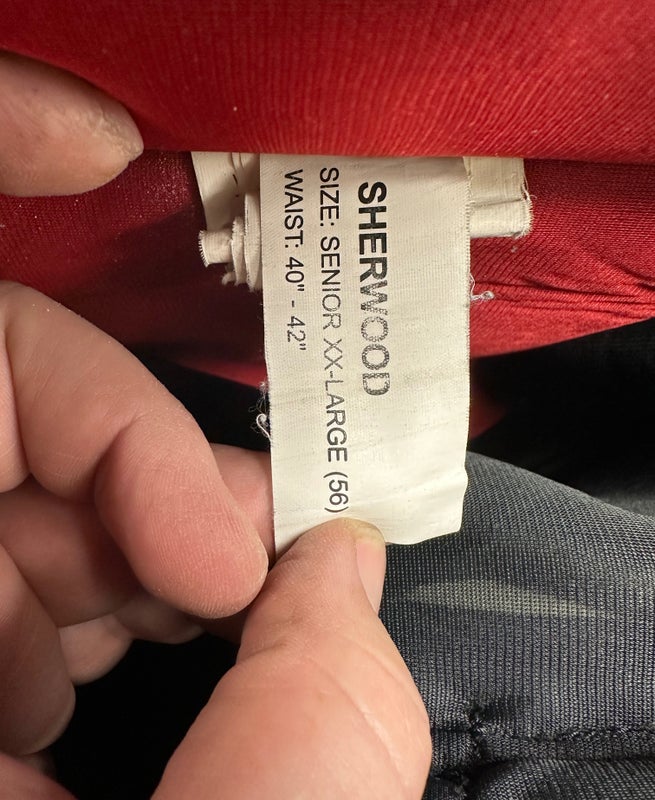 SHERWOOD
SIZE: SENIOR XX-LARGE (56)
WAIST: 40" - 42"